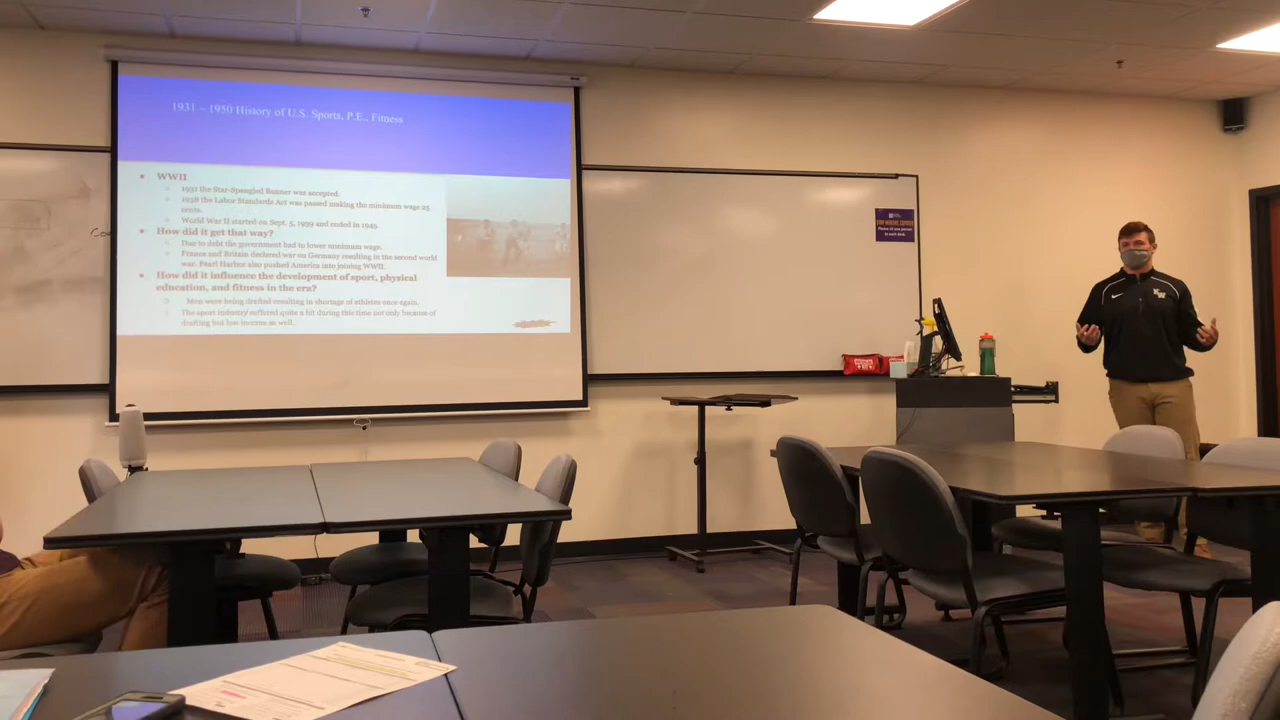 1931 – 1950 History of U.S. Sports, P.E., Fitness
WWII
1931 the Star-Spangled Banner was accepted.
1938 the Labor Standards Act was passed making the minimum wage 25
cents.
World War II started on Sept. 5, 1939 and ended in 1945.
How did it get that way?
Due to debt the government had to lower minimum wage.
France and Britain declared war on Germany resulting in the second world
war. Pearl Harbor also pushed America into joining WWII.
How did it influence the development of sport, physical
education, and fitness in the era?
Men were being drafted resulting in shortage of athletes once again.
The sport industry suffered quite a bit during this time not only because of
drafting but low income as well.
KW